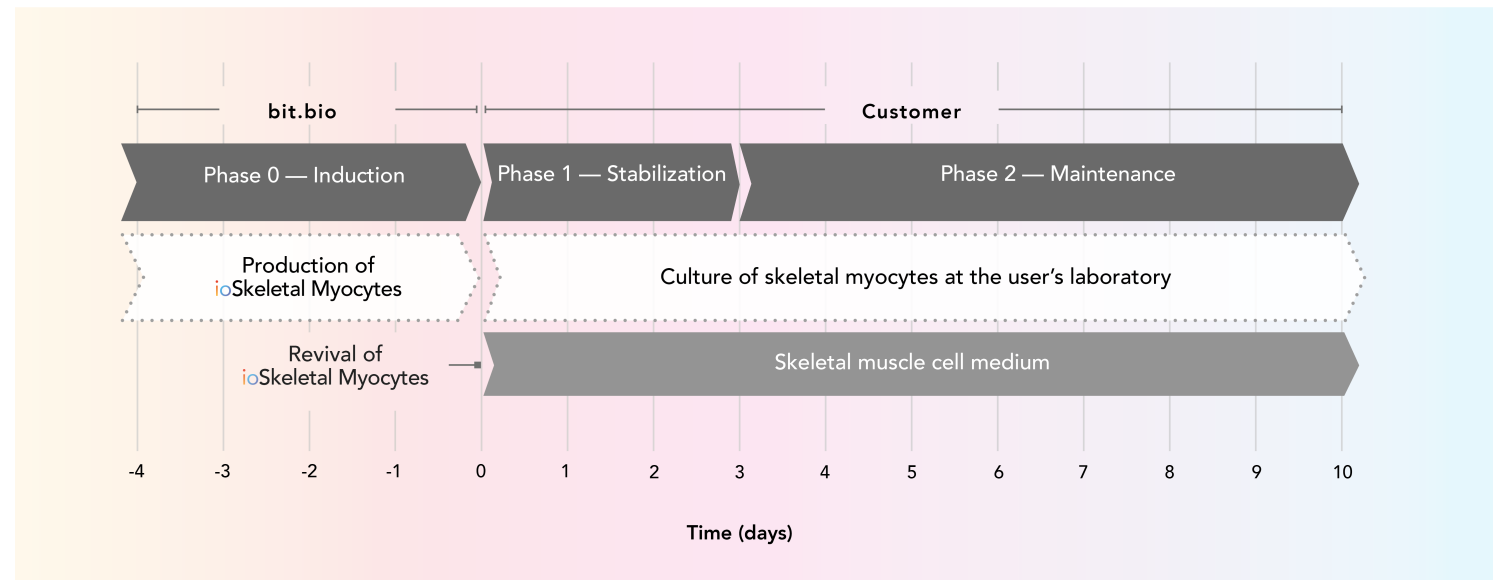 bit.bio
Customer
Phase 0 — Induction
Phase 1 — Stabilization
Phase 2 — Maintenance
Production of
ioSkeletal Myocytes
Culture of skeletal myocytes at the user’s laboratory
Revival of
ioSkeletal Myocytes
Skeletal muscle cell medium
-4 -3 -2 -1 0 1 2 3 4 5 6 7 8 9 10
Time (days)